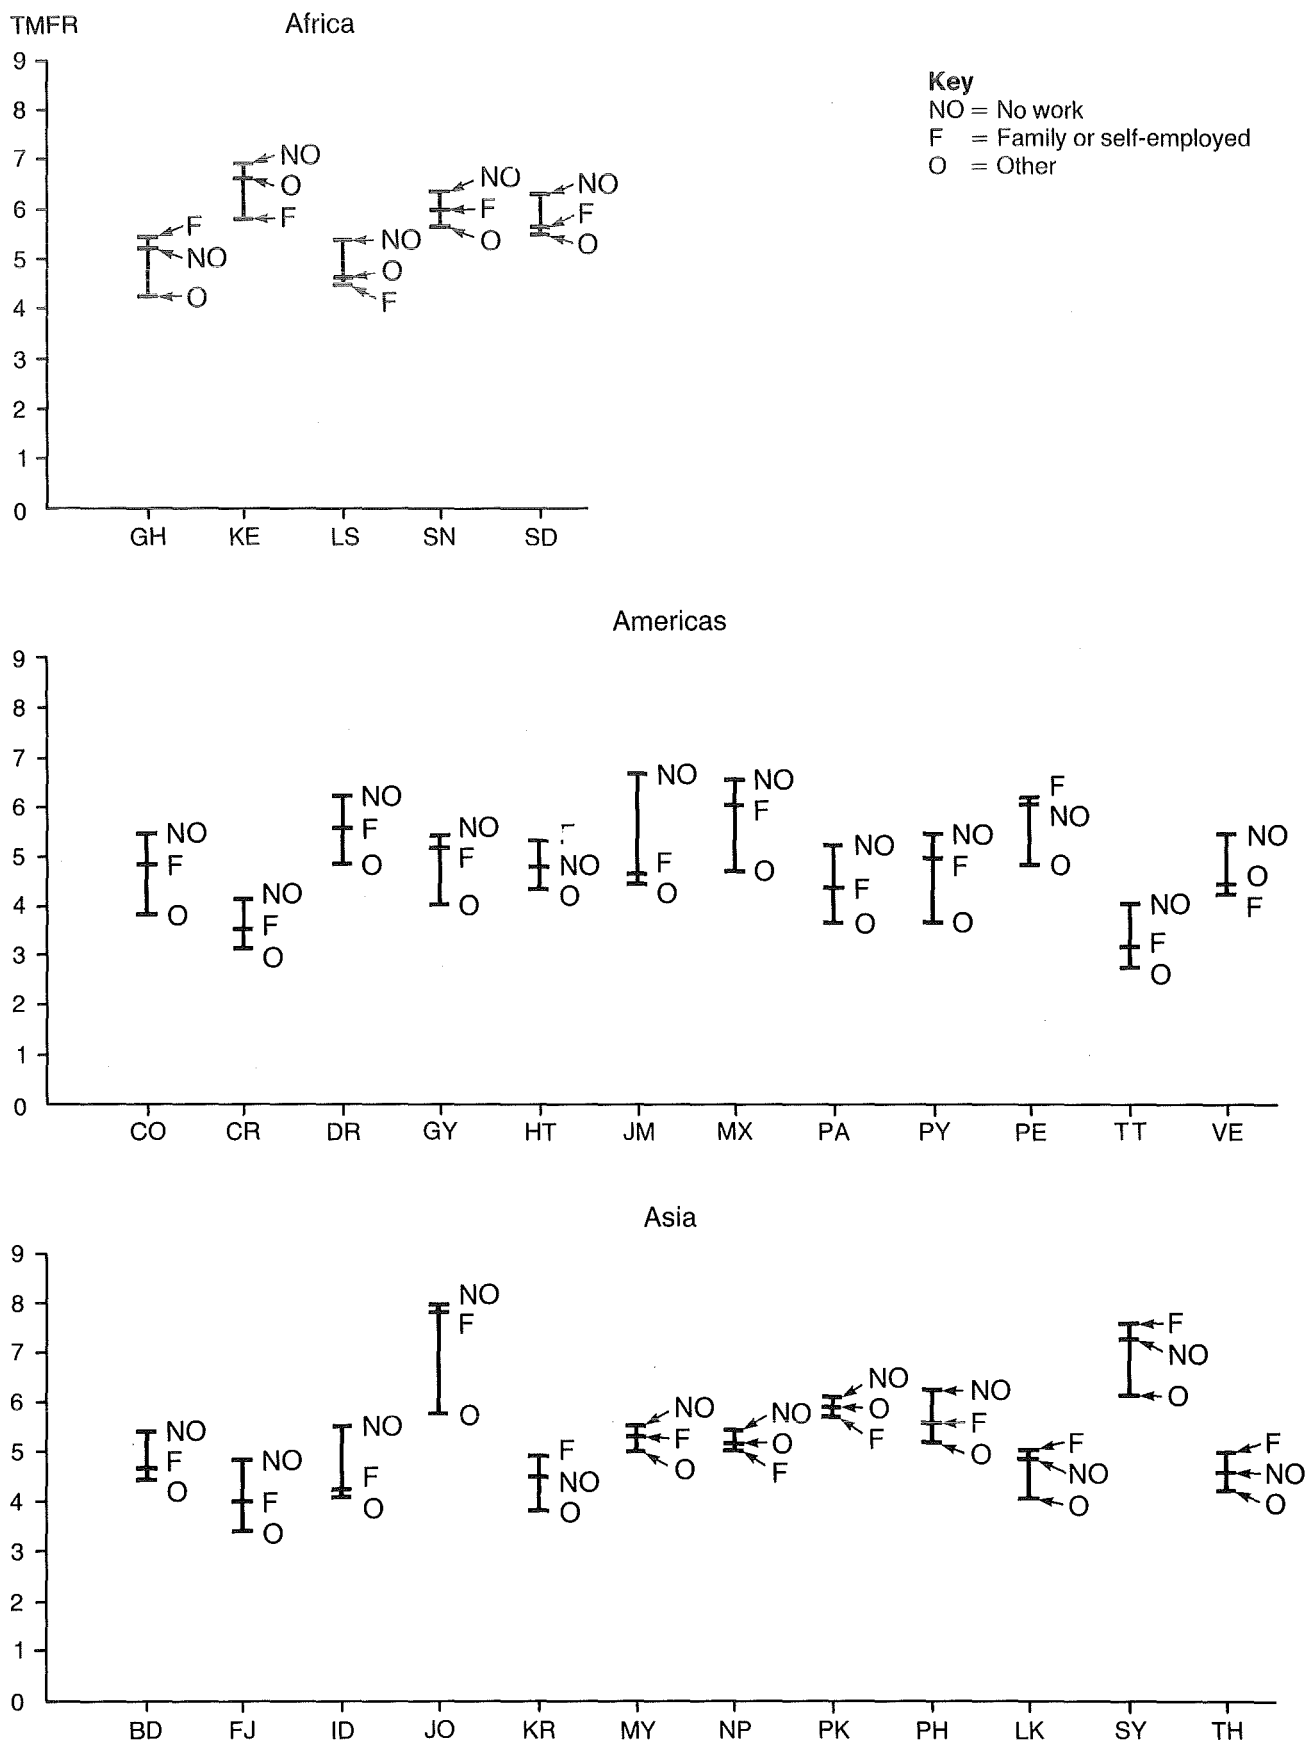 TMFR Africa
9
8
7
6
5
4
3
2
1
0
Key
NO = No work
F = Family or self-employed
O = Other
F
NO
O
NO
O
F
NO
O
F
NO
F
O
NO
F
O
GH KE LS SN SD
Americas
9
8
7
6
5
4
3
2
1
0
NO
F
O
NO
F
O
NO
F
O
NO
F
O
NO
O
NO
F
O
NO
F
O
NO
F
O
NO
F
O
F
NO
O
NO
F
O
NO
O
F
CO CR DR GY HT JM MX PA PY PE TT VE
Asia
9
8
7
6
5
4
3
2
1
0
NO
F
O
NO
F
O
NO
F
O
NO
F
O
F
NO
O
NO
F
O
NO
O
F
NO
O
F
NO
F
O
F
NO
O
F
NO
O
F
NO
O
BD FJ ID JO KR MY NP PK PH LK SY TH